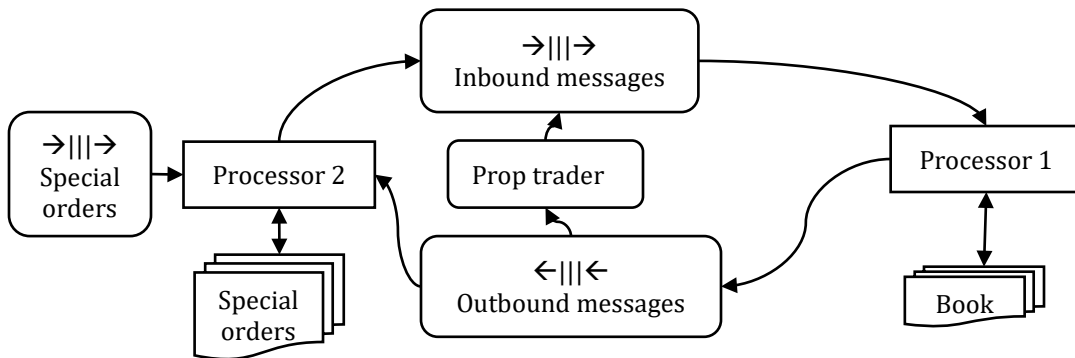 →|||→
Inbound messages
→|||→
Special
orders
Processor 2
Prop trader
Processor 1
←|||←
Outbound messages
Special
orders
Book